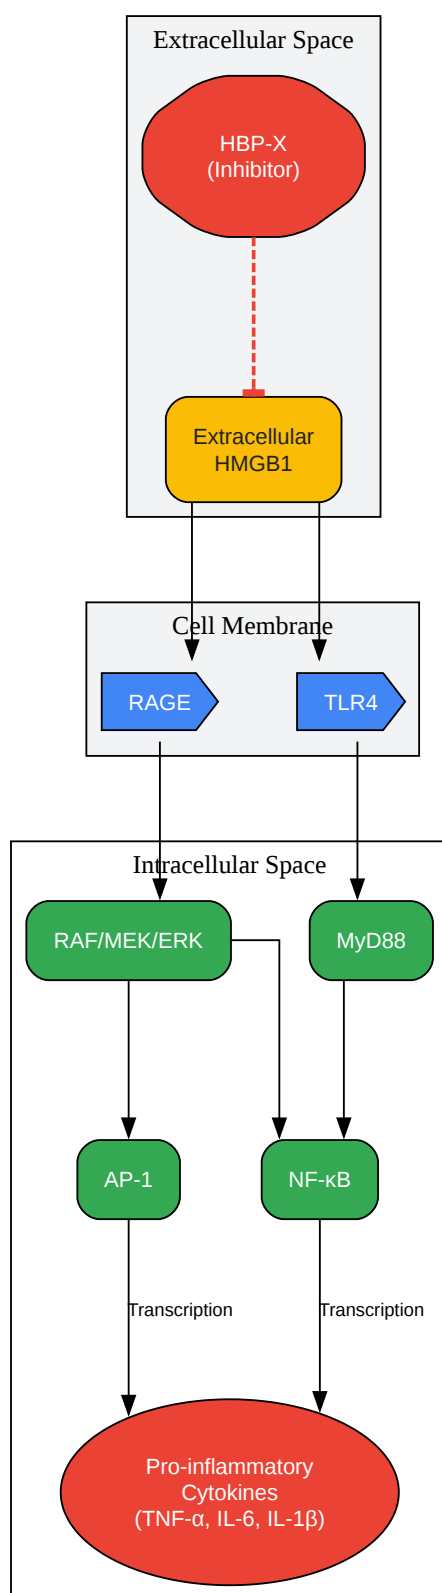 Extracellular Space
HBP-X
(Inhibitor)
Extracellular
HMGB1
Cell Membrane
RAGE
TLR4
Intracellular Space
RAF/MEK/ERK
MyD88
AP-1
NF-κB
Transcription
Transcription
Pro-inflammatory
Cytokines
(TNF-α, IL-6, IL-1β)